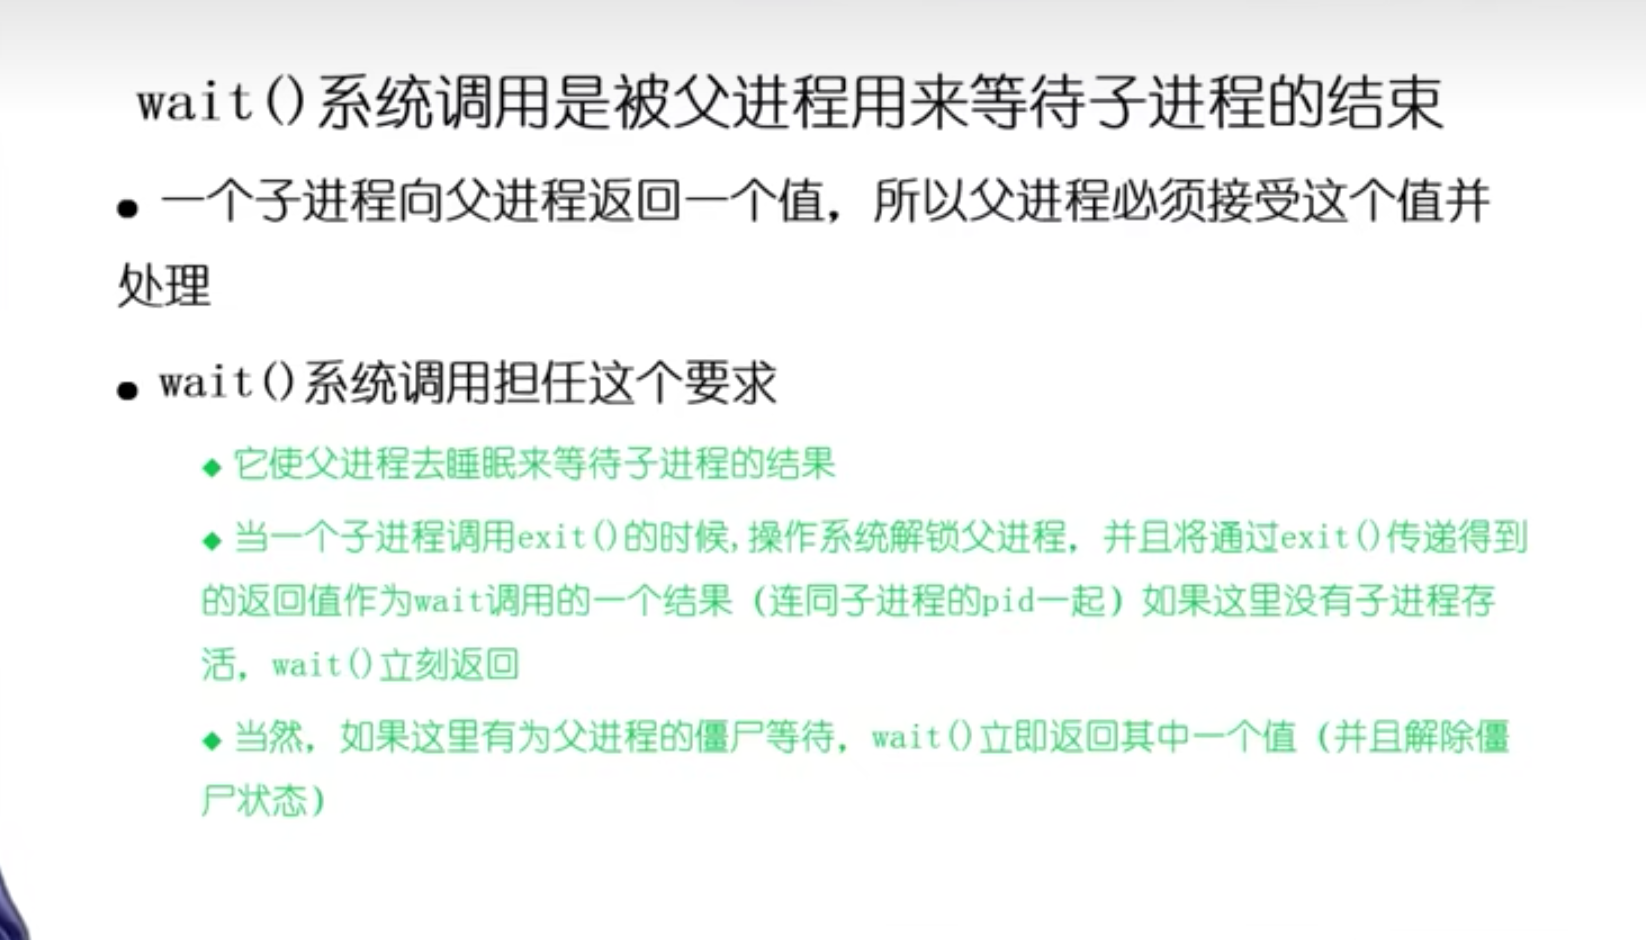 wait()系统调用是被父进程用来等待子进程的结束
● 一个子进程向父进程返回一个值，所以父进程必须接受这个值并
处理
● wait()系统调用担任这个要求
◆ 它使父进程去睡眠来等待子进程的结果
◆ 当一个子进程调用exit()的时候,操作系统解锁父进程，并且将通过exit()传递得到
的返回值作为wait调用的一个结果（连同子进程的pid一起）如果这里没有子进程存
活，wait()立刻返回
◆ 当然，如果这里有为父进程的僵尸等待，wait()立即返回其中一个值（并且解除僵
尸状态）